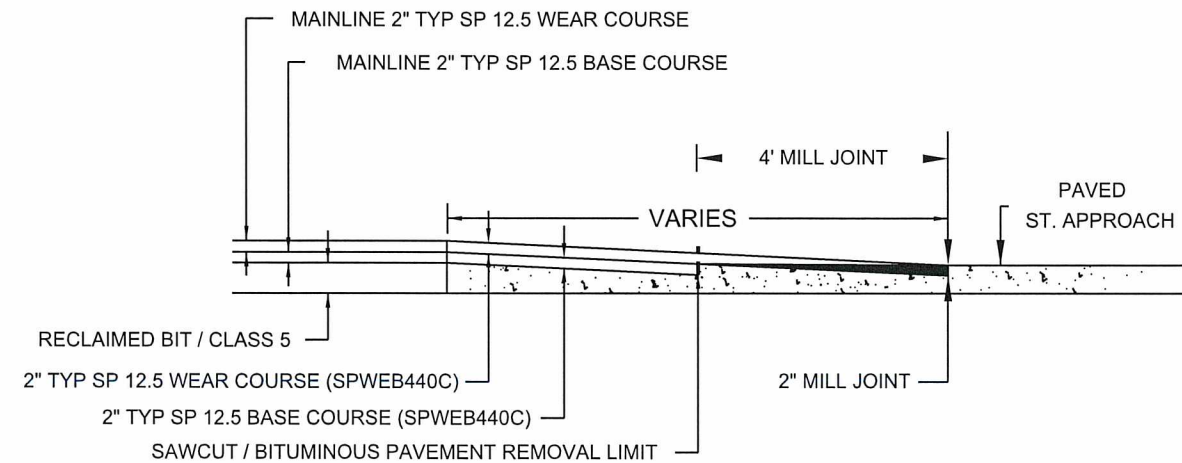 MAINLINE 2" TYP SP 12.5 WEAR COURSE
MAINLINE 2" TYP SP 12.5 BASE COURSE
4' MILL JOINT
VARIES
PAVED
ST. APPROACH
RECLAIMED BIT / CLASS 5
2" TYP SP 12.5 WEAR COURSE (SPWEB440C)
2" MILL JOINT
2" TYP SP 12.5 BASE COURSE (SPWEB440C)
SAWCUT / BITUMINOUS PAVEMENT REMOVAL LIMIT